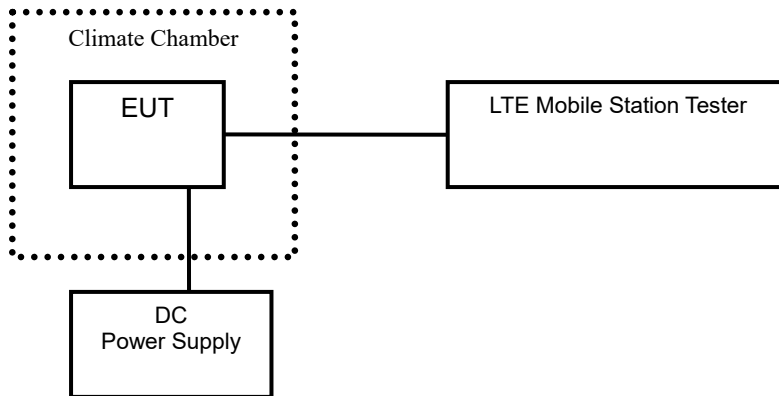 Climate Chamber
EUT
LTE Mobile Station Tester
DC
Power Supply